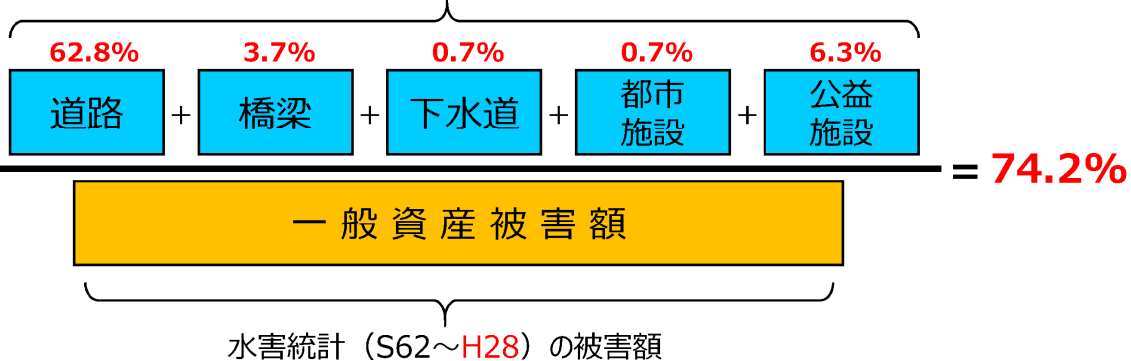 62.8% 3.7% 0.7% 0.7% 6.3%
道路 + 橋梁 + 下水道 + 都市施設 + 公益施設
= 74.2%
一般資産被害額
水害統計（S62～H28）の被害額